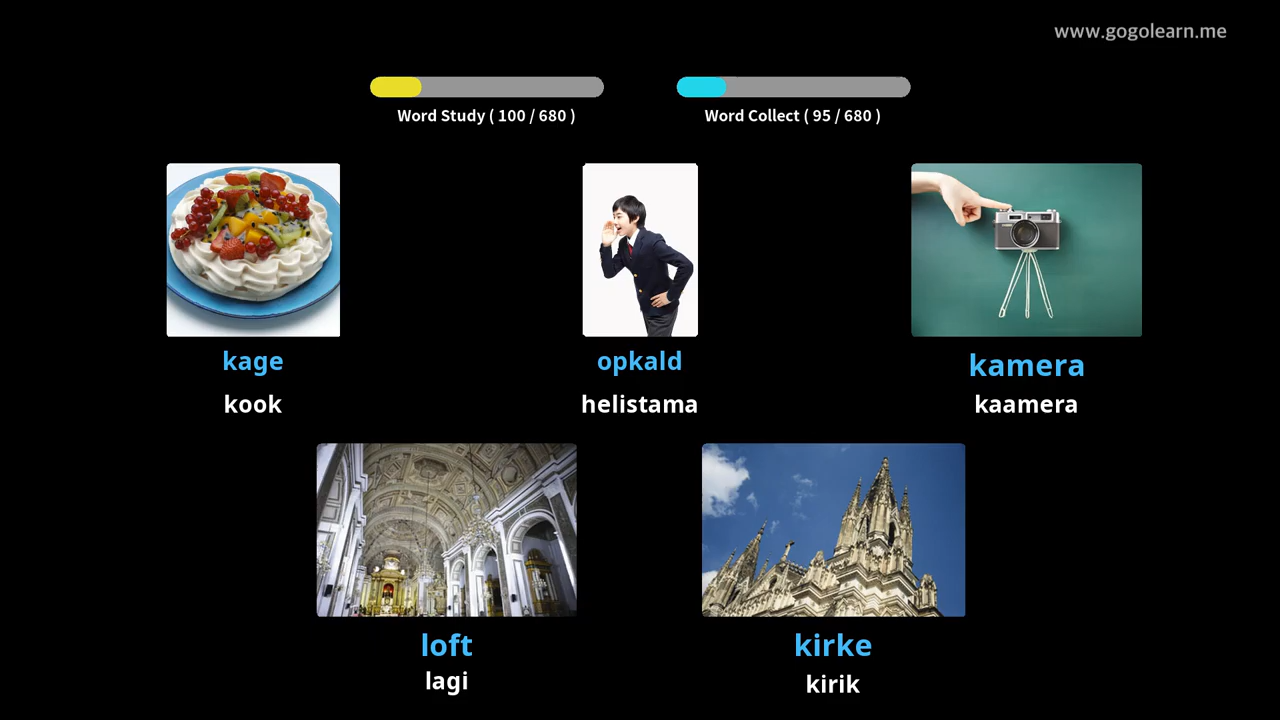 www.gogolearn.me
Word Study ( 100 / 680 )
Word Collect ( 95 / 680 )
kage
kook
opkald
helistama
kamera
kaamera
loft
lagi
kirke
kirik